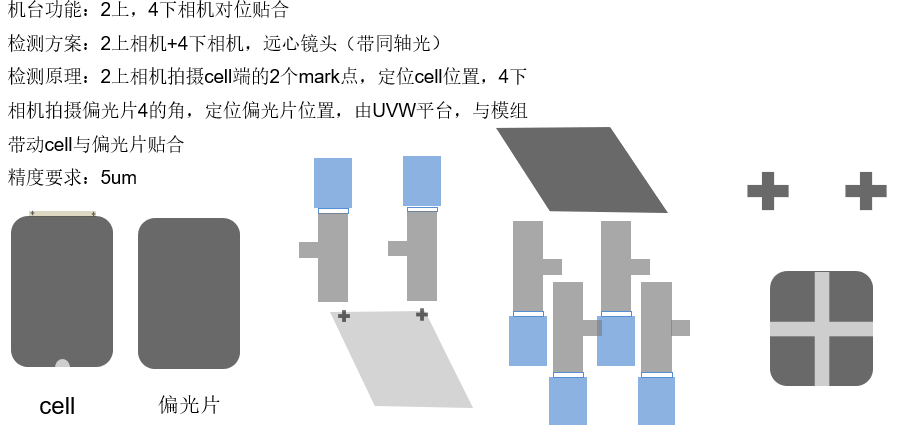 机台功能：2上，4下相机对位贴合
检测方案：2上相机+4下相机，远心镜头（带同轴光）
检测原理：2上相机拍摄cell端的2个mark点，定位cell位置，4下
相机拍摄偏光片4的角，定位偏光片位置，由UVW平台，与模组
带动cell与偏光片贴合
精度要求：5um
cell
偏光片